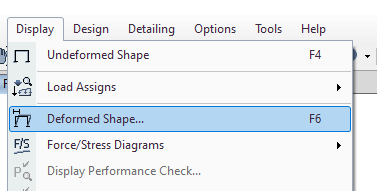 Display Design Detailing Options Tools Help
Undeformed Shape F4
Load Assigns
Deformed Shape... F6
F/S Force/Stress Diagrams
P Display Performance Check...